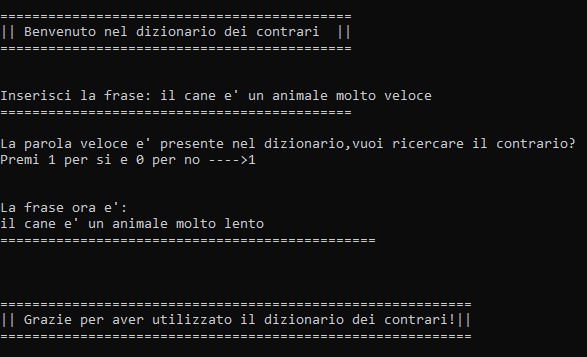 ============================================
|| Benvenuto nel dizionario dei contrari  ||
============================================
Inserisci la frase: il cane e' un animale molto veloce
============================================
La parola veloce e' presente nel dizionario,vuoi ricercare il contrario?
Premi 1 per si e 0 per no ---->1
La frase ora e':
il cane e' un animale molto lento
===============================================
===========================================================
|| Grazie per aver utilizzato il dizionario dei contrari!||
===========================================================